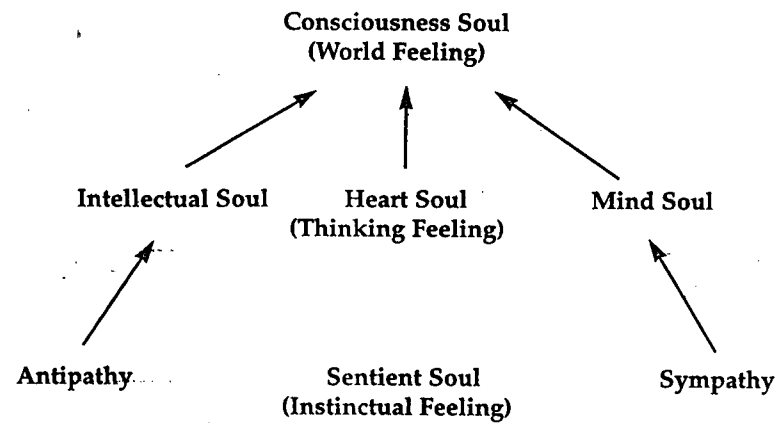 Consciousness Soul
(World Feeling)
Intellectual Soul
Heart Soul
(Thinking Feeling)
Mind Soul
Antipathy
Sentient Soul
(Instinctual Feeling)
Sympathy